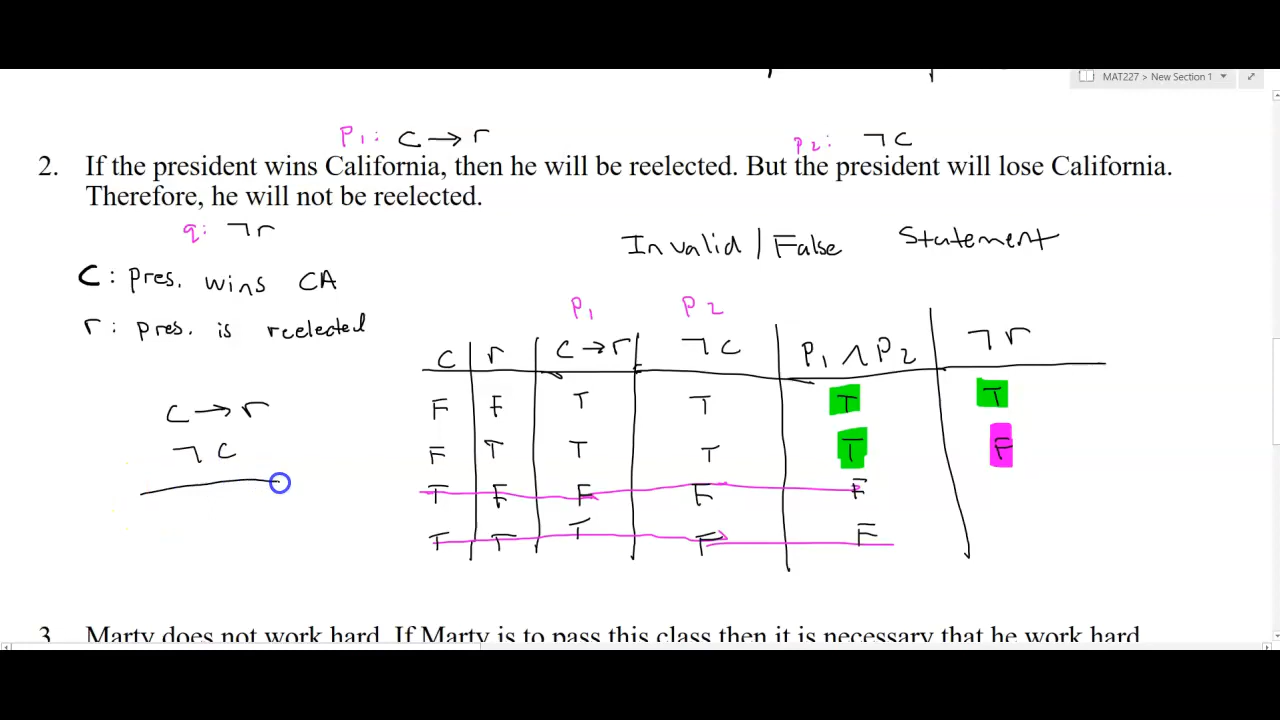 MAT227 > New Section 1
P1: C → r
P2: ¬C
2. If the president wins California, then he will be reelected. But the president will lose California.
Therefore, he will not be reelected.
q: ¬r
Invalid / False Statement
C: pres. wins CA
r: pres. is reelected
P1 P2
C r C → r ¬C P1 ∧ P2 ¬r
F F T T T T
F T T T T F
T F F F F
T T T F F
C → r
¬C
3. Marty does not work hard. If Marty is to pass this class then it is necessary that he work hard.